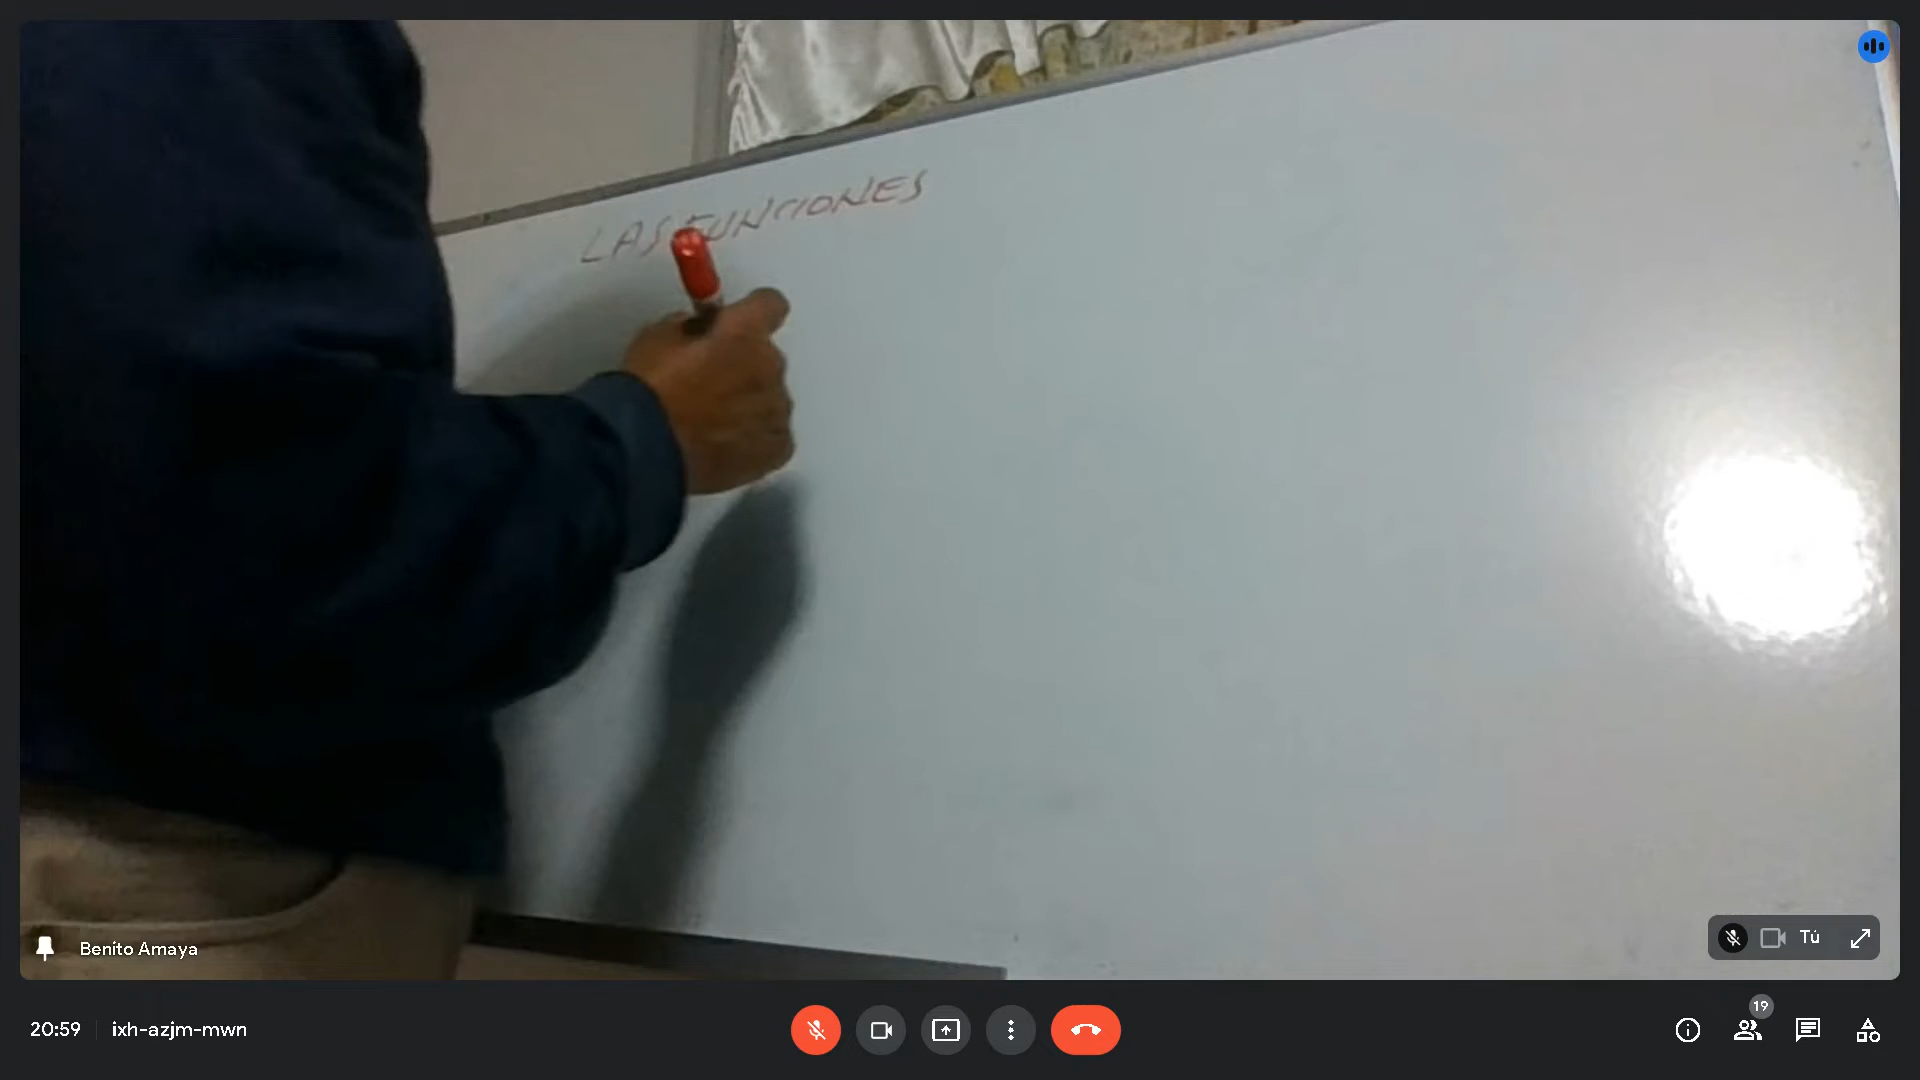 LAS FUNCIONES
Benito Amaya
Tú
20:59
ixh-azjm-mwn
19